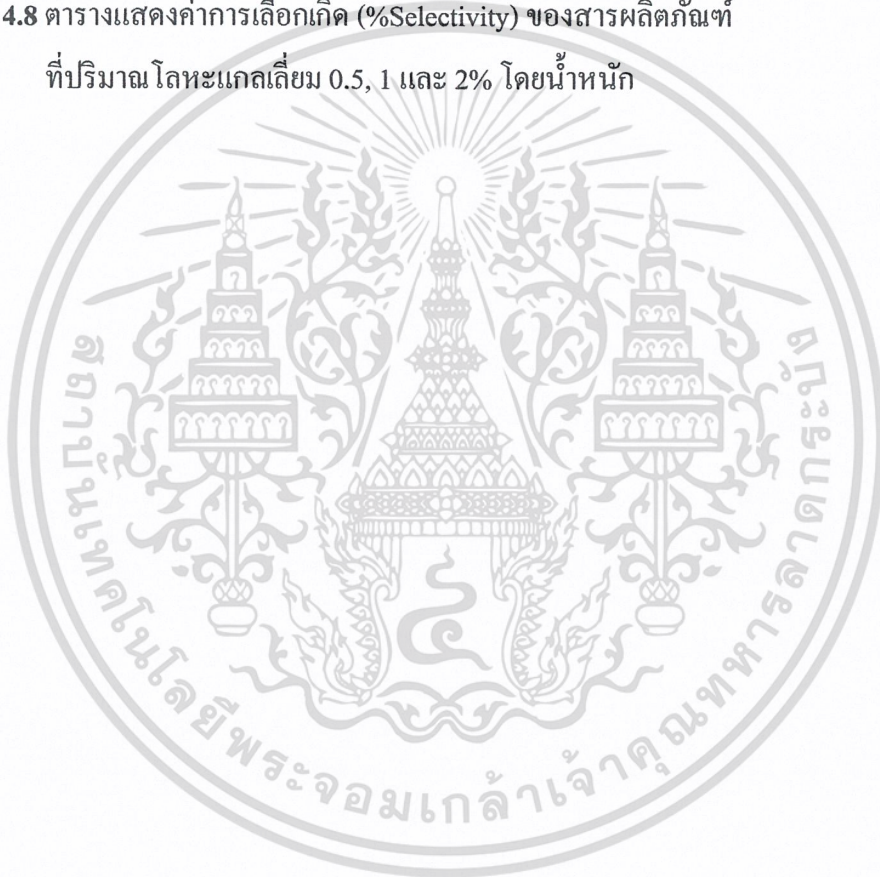 4.8 ตารางแสดงค่าการเลือกเกิด (%Selectivity) ของสารผลิตภัณฑ์
ที่ปริมาณโลหะแกลเลี่ยม 0.5, 1 และ 2% โดยน้ำหนัก
สถาบันเทคโนโลยีพระจอมเกล้าเจ้าคุณทหารลาดกระบัง